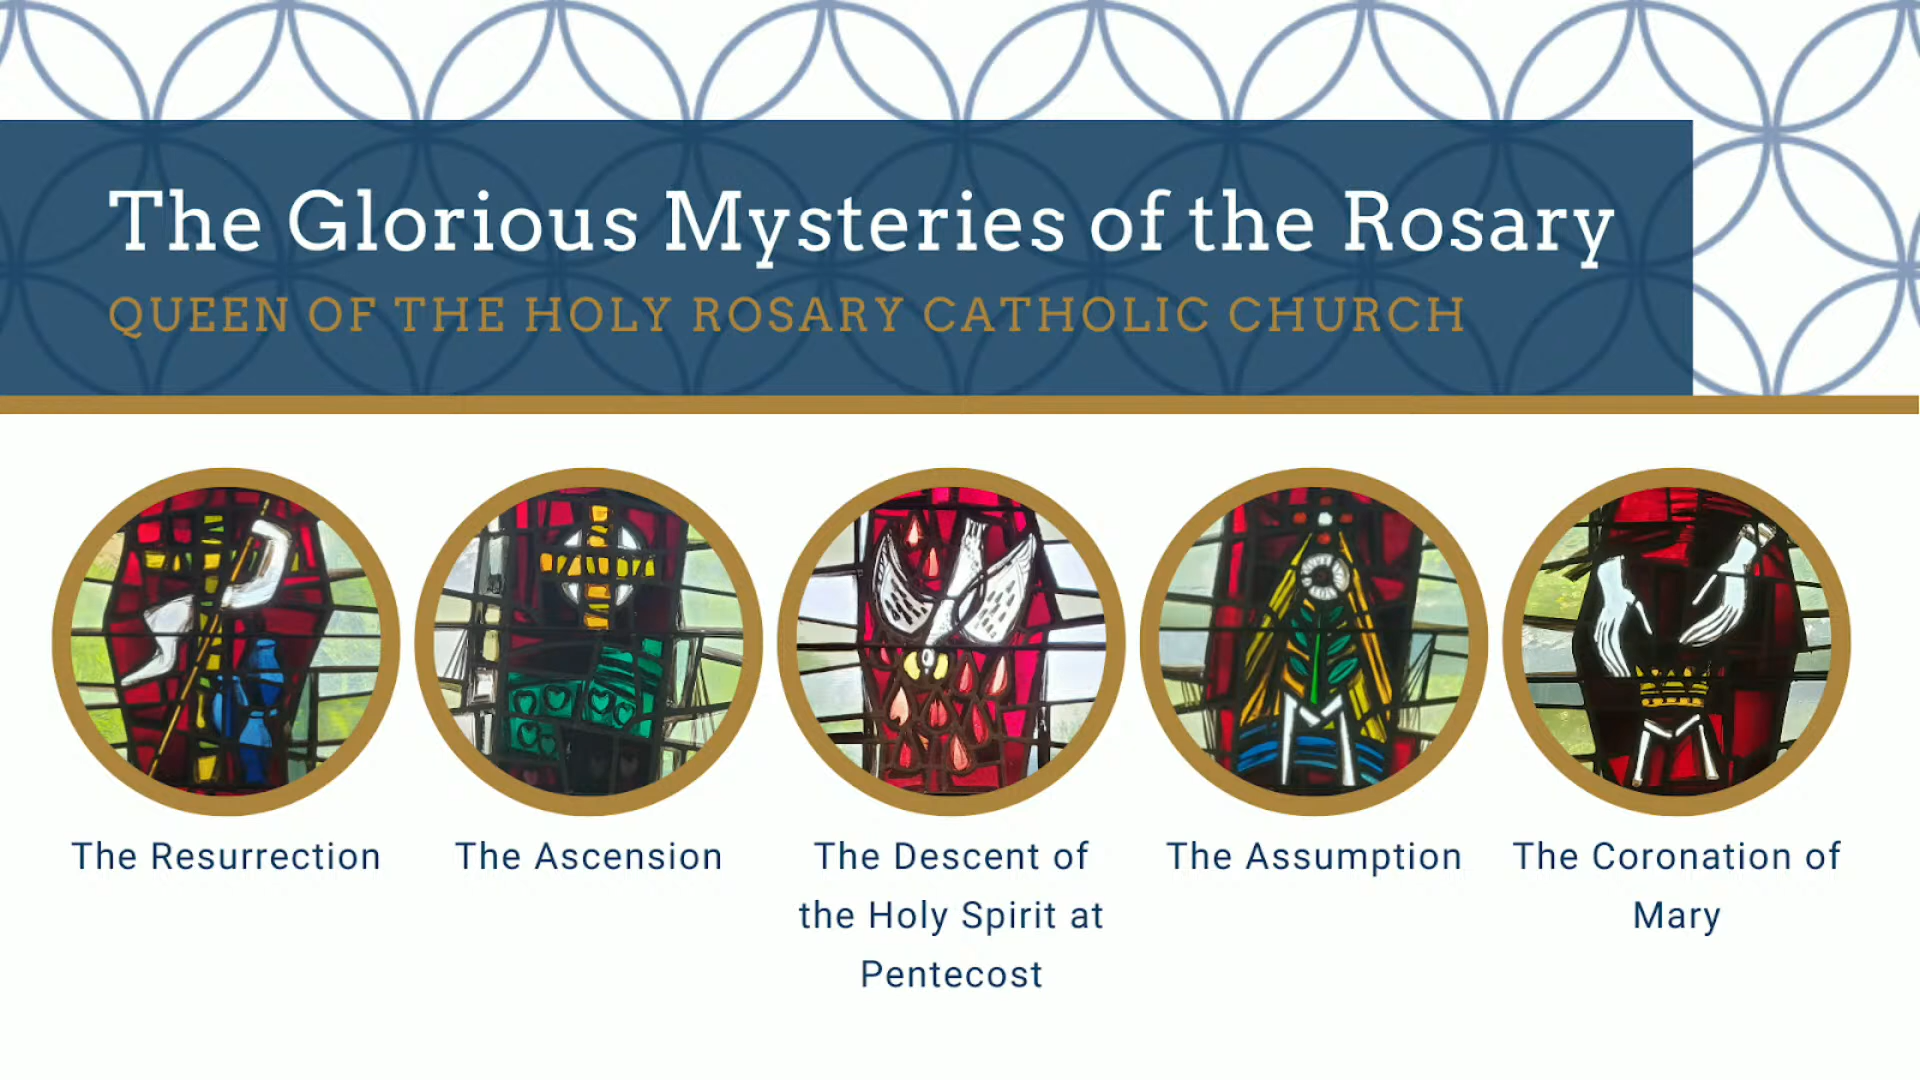 The Glorious Mysteries of the Rosary
QUEEN OF THE HOLY ROSARY CATHOLIC CHURCH
The Resurrection
The Ascension
The Descent of
the Holy Spirit at
Pentecost
The Assumption
The Coronation of
Mary